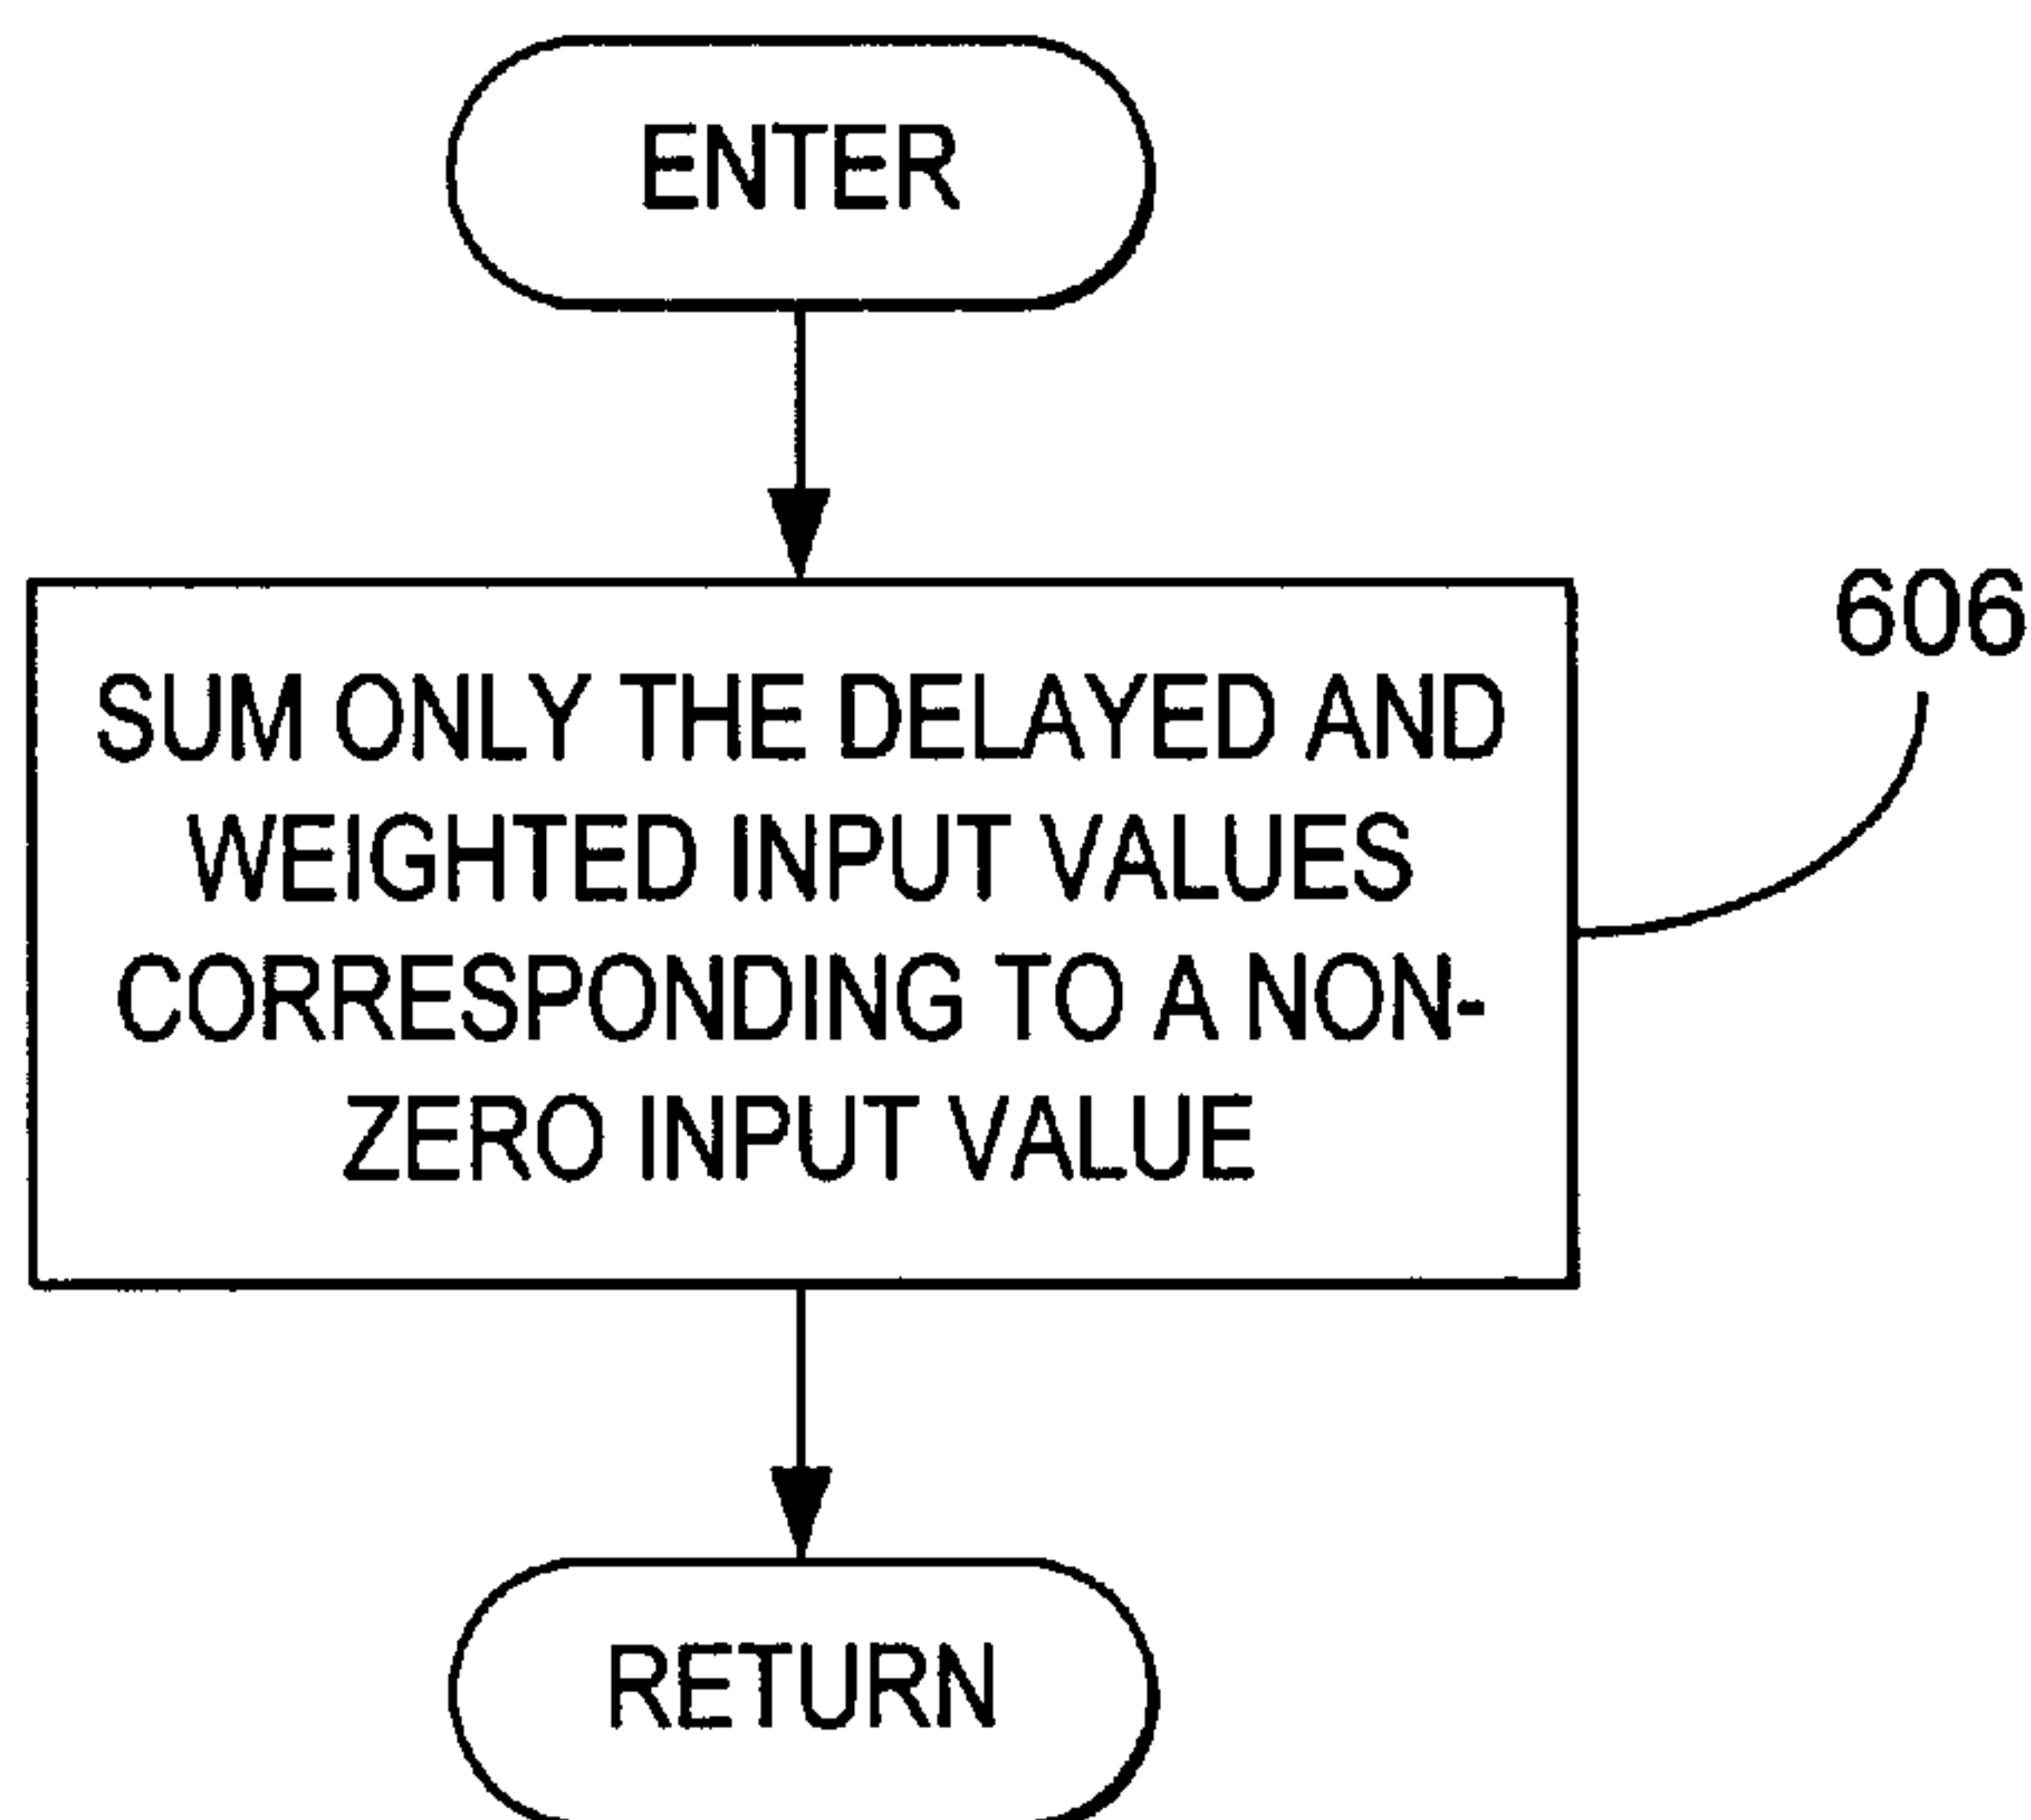 ENTER
SUM ONLY THE DELAYED AND
WEIGHTED INPUT VALUES
CORRESPONDING TO A NON-
ZERO INPUT VALUE
606
RETURN